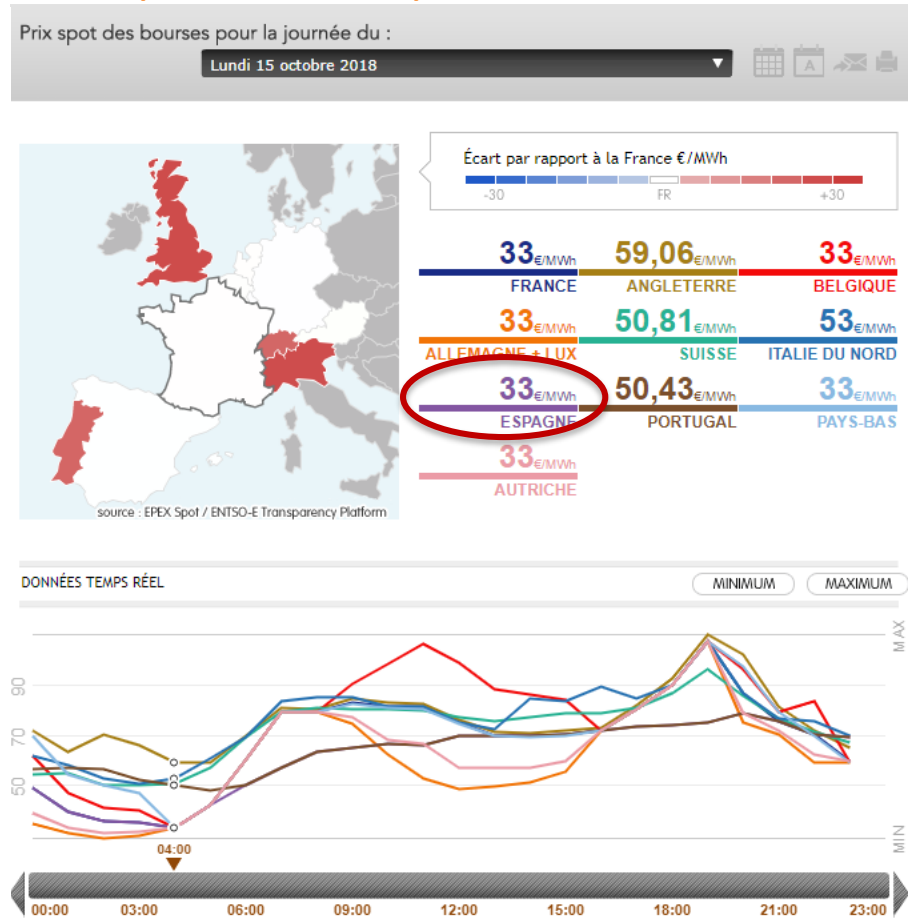 Prix spot des bourses pour la journée du :
Lundi 15 octobre 2018
A
Écart par rapport à la France €/MWh
-30 FR +30
33€/MWh 59,06€/MWh 33€/MWh
FRANCE ANGLETERRE BELGIQUE
33€/MWh 50,81€/MWh 53€/MWh
ALLEMAGNE + LUX SUISSE ITALIE DU NORD
33€/MWh 50,43€/MWh 33€/MWh
ESPAGNE PORTUGAL PAYS-BAS
33€/MWh
AUTRICHE
source : EPEX Spot / ENTSO-E Transparency Platform
DONNÉES TEMPS RÉEL MINIMUM MAXIMUM
MAX
90
70
50
MIN
04:00
00:00 03:00 06:00 09:00 12:00 15:00 18:00 21:00 23:00